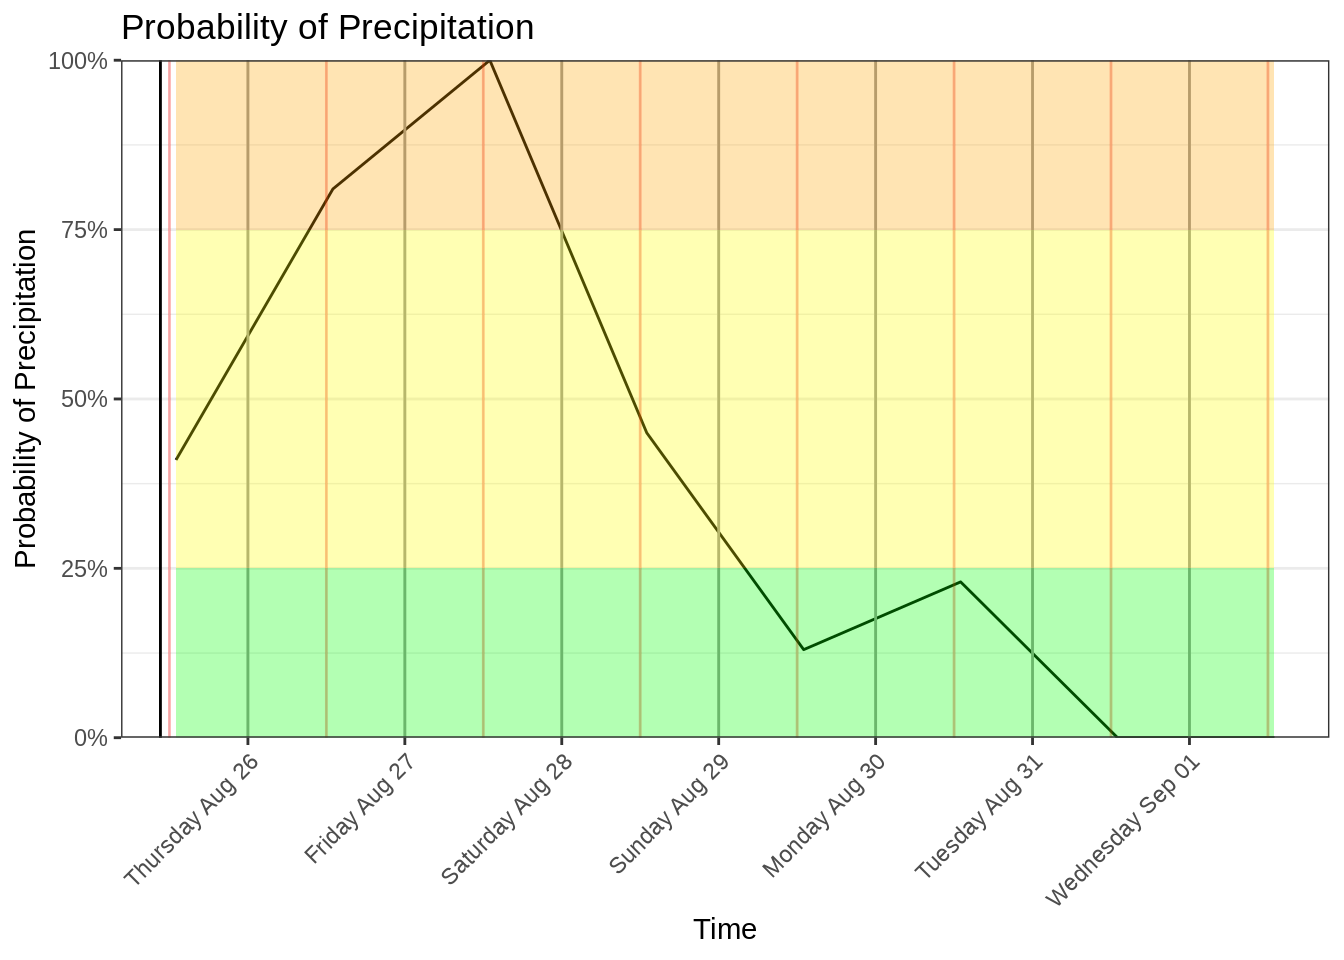 Probability of Precipitation
Probability of Precipitation
100%
75%
50%
25%
0%
Thursday Aug 26
Friday Aug 27
Saturday Aug 28
Sunday Aug 29
Monday Aug 30
Tuesday Aug 31
Wednesday Sep 01
Time